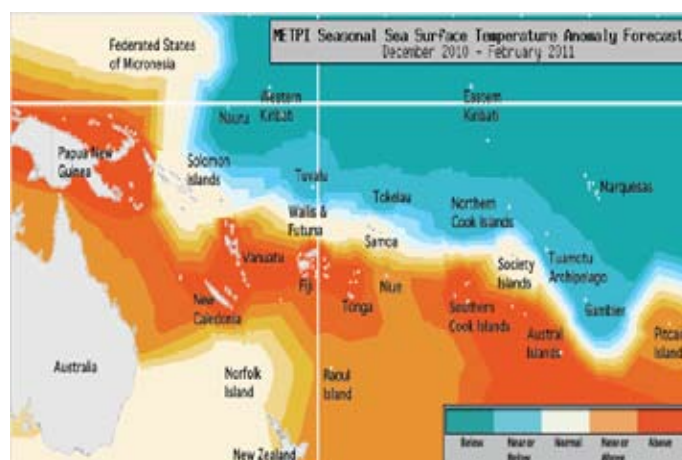 METPI Seasonal Sea Surface Temperature Anomaly Forecast
December 2010 - February 2011
Federated States
of Micronesia
Western
Kiribati
Eastern
Kiribati
Nauru
Papua New
Guinea
Solomon
Islands
Tuvalu
Tokelau
Northern
Cook Islands
Marquesas
Wallis &
Futuna
Samoa
Vanuatu
Fiji
Tonga
Niue
Society
Islands
Tuamotu
Archipelago
Gambier
New
Caledonia
Southern
Cook Islands
Austral
Islands
Pitcai
Island
Australia
Norfolk
Island
Raoul
Island
New Zealand
Below
Near or
Below
Normal
Near or
Above
Above